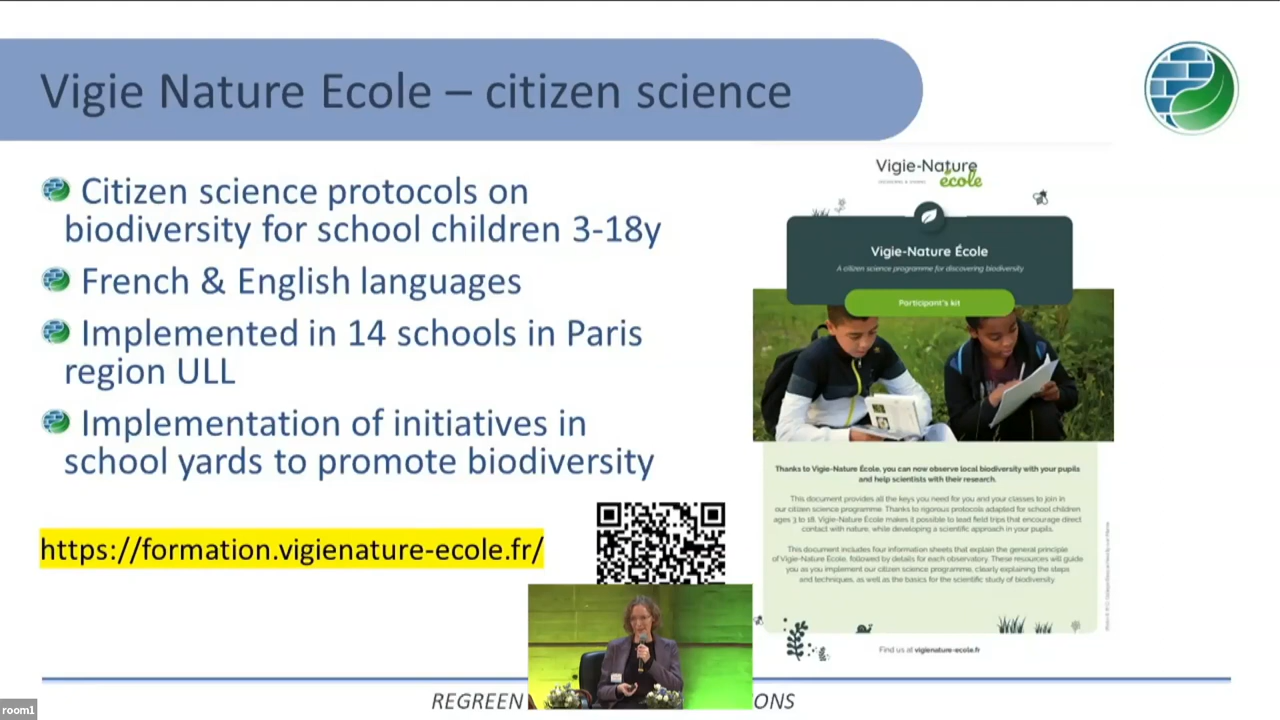 Vigie Nature Ecole – citizen science
Citizen science protocols on
biodiversity for school children 3-18y
French & English languages
Implemented in 14 schools in Paris
region ULL
Implementation of initiatives in
school yards to promote biodiversity
https://formation.vigienature-ecole.fr/
Vigie-Nature
école
Vigie-Nature École
A citizen science programme for discovering biodiversity
Participant's kit
Thanks to Vigie-Nature École, you can now observe local biodiversity with your pupils
and help scientists with their research.
This document provides all the keys you need for you and your classes to join in
our citizen science programme. Thanks to rigorous protocols adapted for school children
ages 3 to 18, Vigie-Nature École makes it possible to lead field trips that encourage direct
contact with nature, while developing a scientific approach in your pupils.
This document includes four information sheets that explain the general principle
of Vigie-Nature École, followed by details for each observatory. These resources will guide
you as you implement our citizen science programme, clearly explaining the steps
and techniques, as well as the basics for the scientific study of biodiversity
Find us at vigienature-ecole.fr
REGREEN
ONS
room1